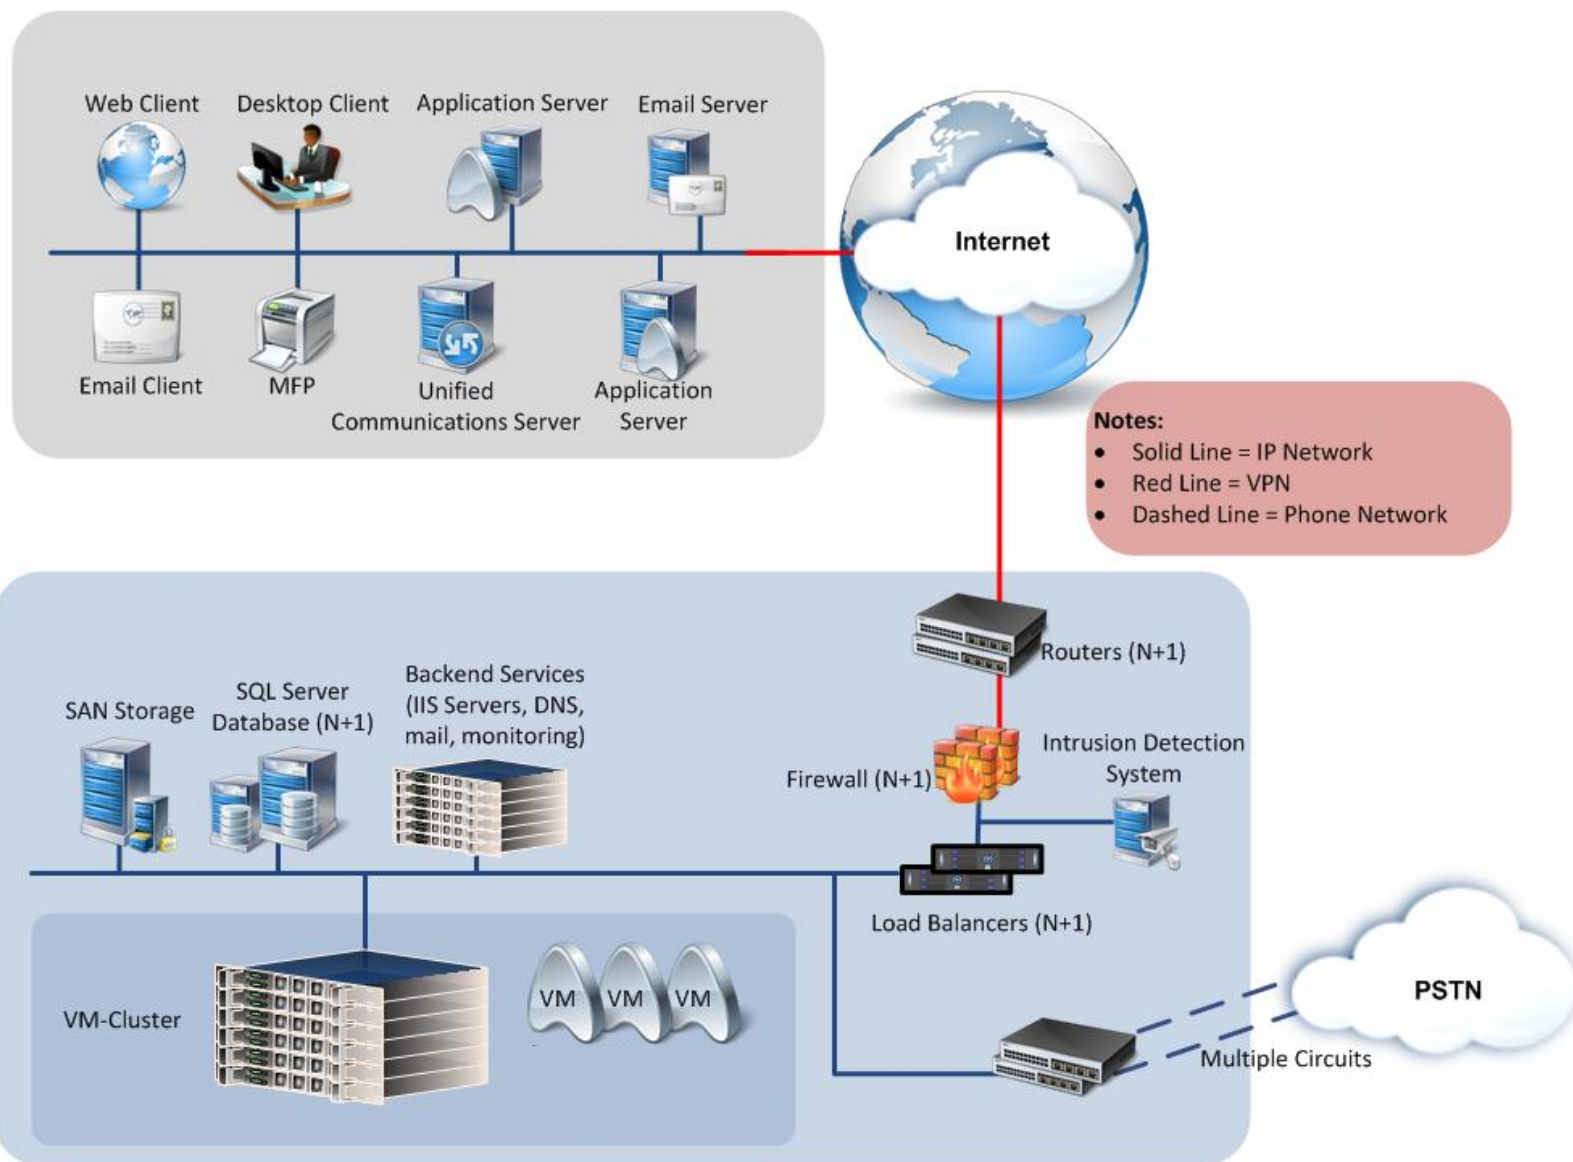 Web Client
Desktop Client
Application Server
Email Server
Internet
Email Client
MFP
Unified
Communications Server
Application
Server
Notes:
• Solid Line = IP Network
• Red Line = VPN
• Dashed Line = Phone Network
Routers (N+1)
SAN Storage
SQL Server
Database (N+1)
Backend Services
(IIS Servers, DNS,
mail, monitoring)
Firewall (N+1)
Intrusion Detection
System
Load Balancers (N+1)
VM-Cluster
VM
VM
VM
PSTN
Multiple Circuits